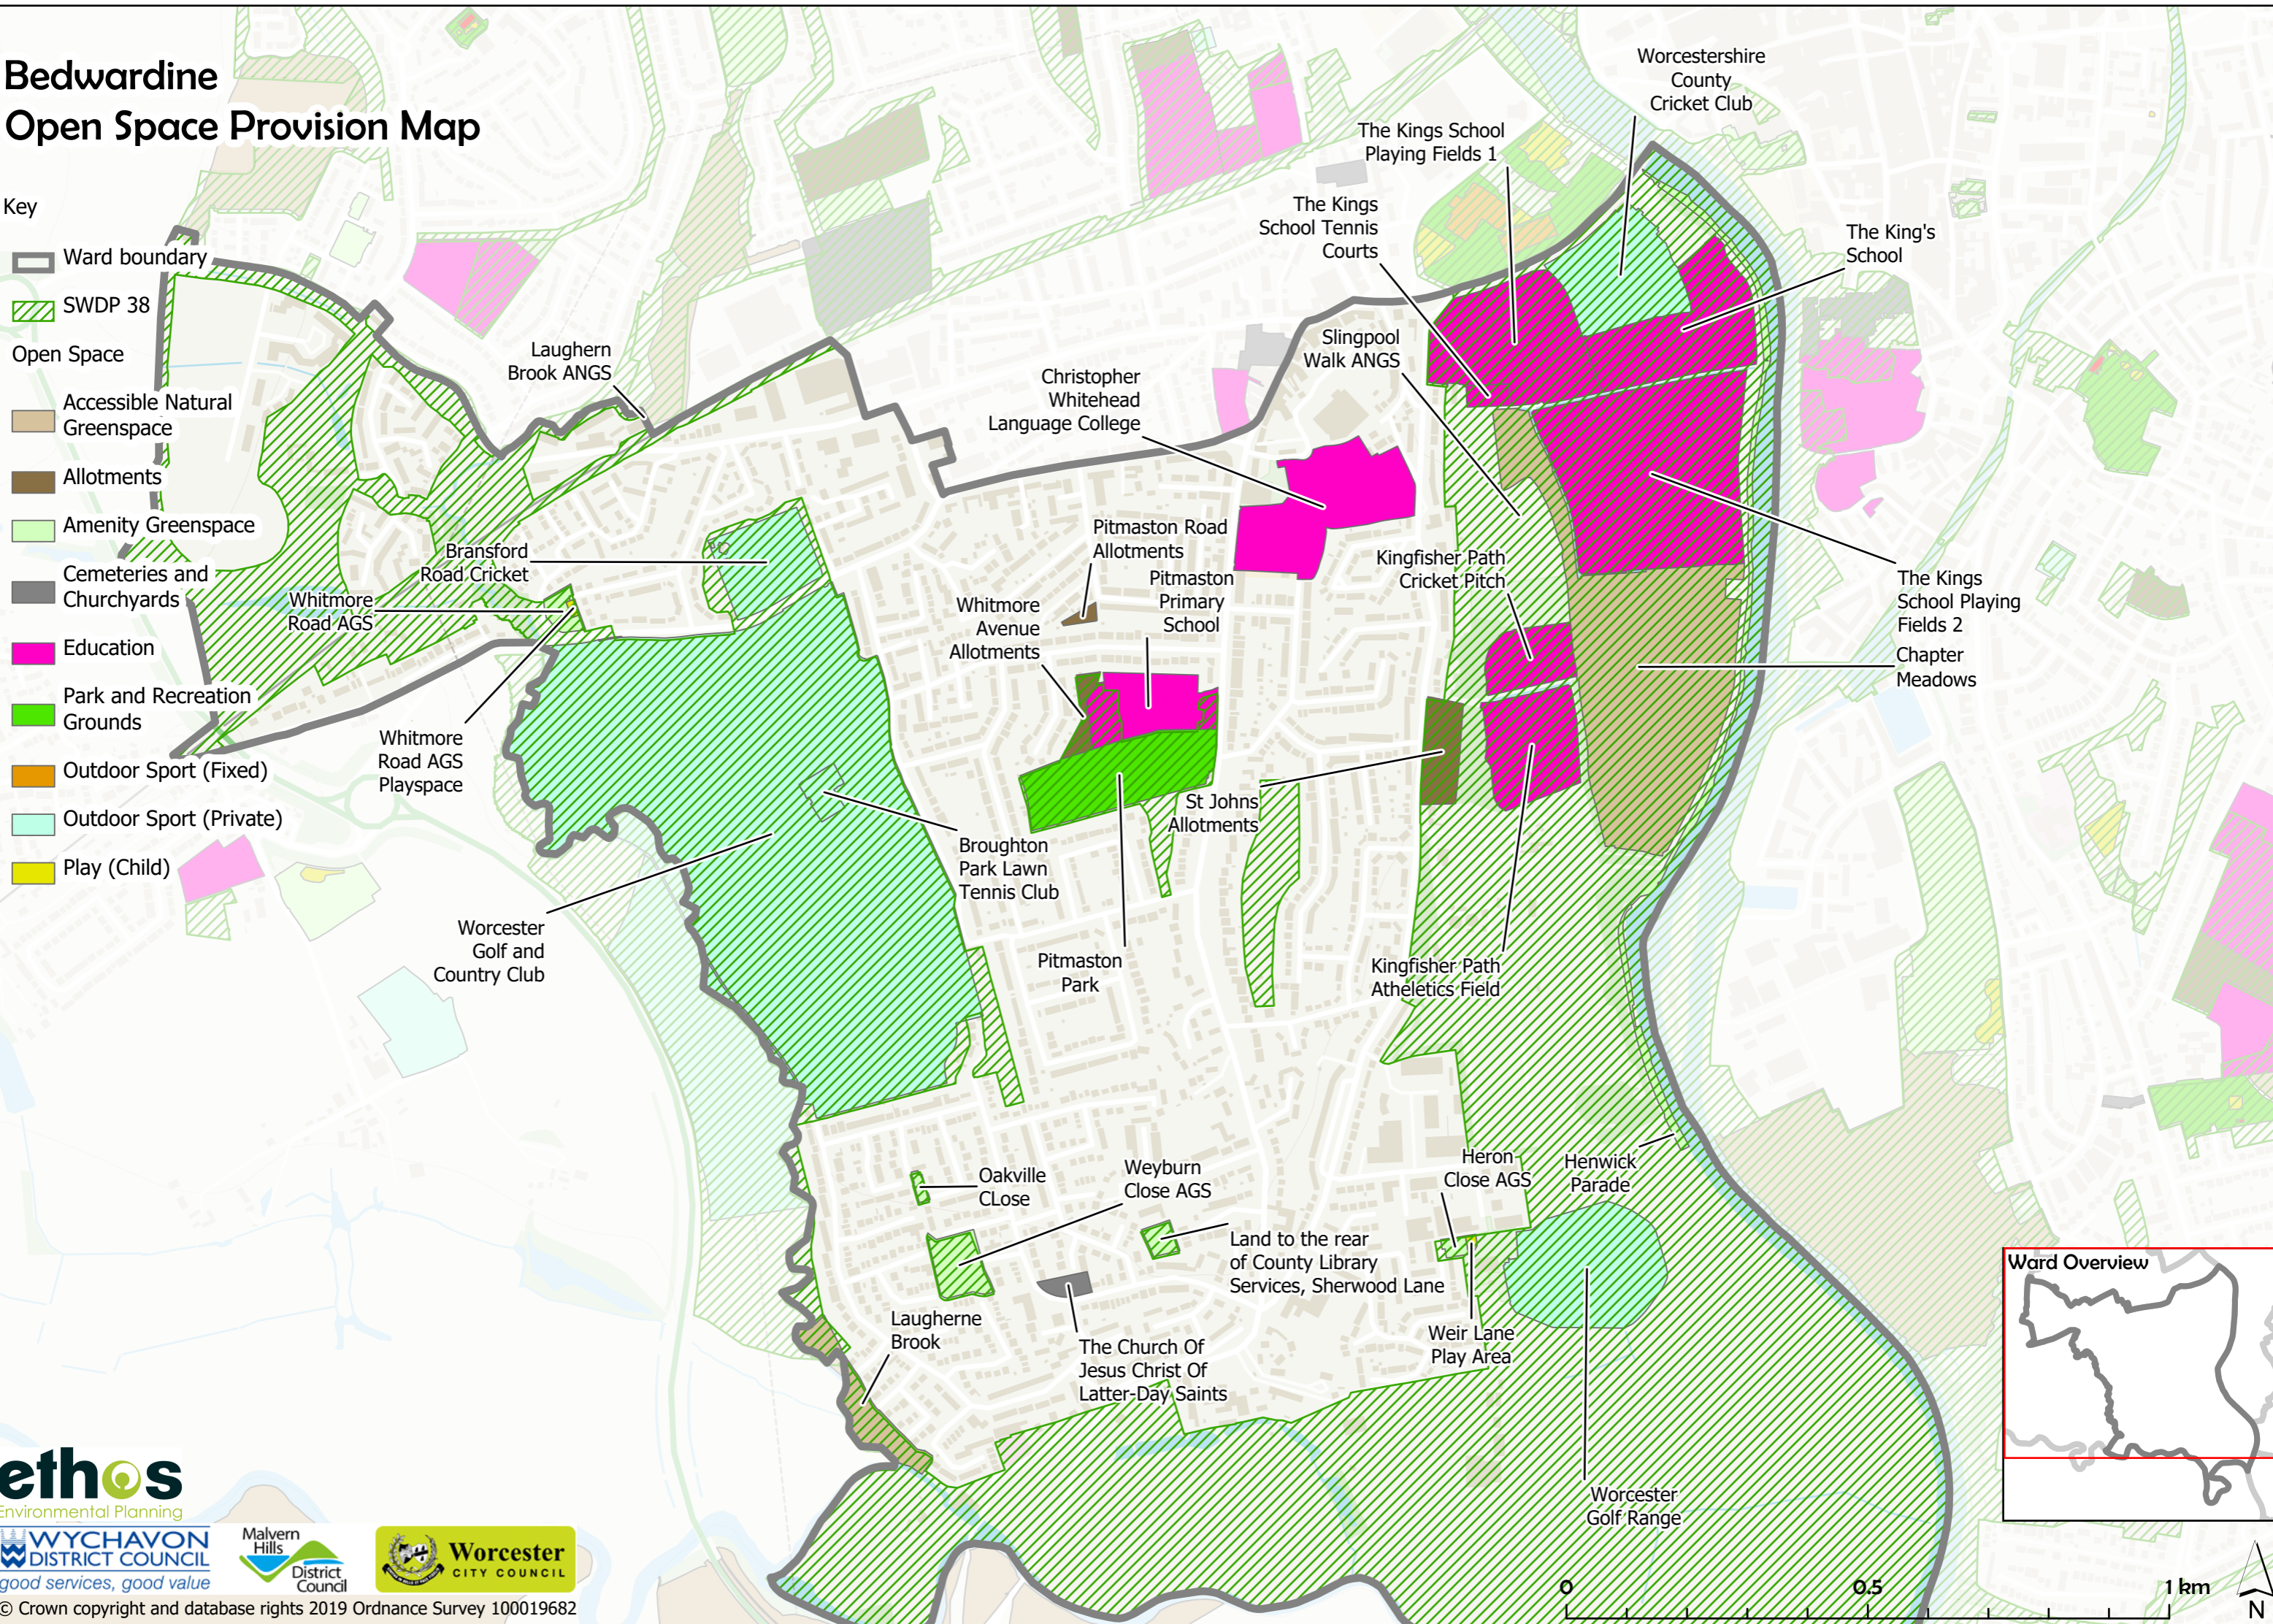 Bedwardine
Open Space Provision Map
Key
Ward boundary
SWDP 38
Open Space
Accessible Natural
Greenspace
Allotments
Amenity Greenspace
Cemeteries and
Churchyards
Education
Park and Recreation
Grounds
Outdoor Sport (Fixed)
Outdoor Sport (Private)
Play (Child)
Worcestershire
County
Cricket Club
The Kings School
Playing Fields 1
The Kings
School Tennis
Courts
The King's
School
Slingpool
Walk ANGS
Laughern
Brook ANGS
Christopher
Whitehead
Language College
Bransford
Road Cricket
Whitmore
Road AGS
Pitmaston Road
Allotments
Pitmaston
Primary
School
Whitmore
Avenue
Allotments
Kingfisher Path
Cricket Pitch
The Kings
School Playing
Fields 2
Chapter
Meadows
Whitmore
Road AGS
Playspace
St Johns
Allotments
Broughton
Park Lawn
Tennis Club
Worcester
Golf and
Country Club
Pitmaston
Park
Kingfisher Path
Atheletics Field
Oakville
CLose
Weyburn
Close AGS
Heron
Close AGS
Henwick
Parade
Land to the rear
of County Library
Services, Sherwood Lane
Laugherne
Brook
The Church Of
Jesus Christ Of
Latter-Day Saints
Weir Lane
Play Area
Worcester
Golf Range
Ward Overview
ethos
Environmental Planning
WYCHAVON
DISTRICT COUNCIL
good services, good value
Malvern
Hills
District
Council
Worcester
CITY COUNCIL
© Crown copyright and database rights 2019 Ordnance Survey 100019682
0 0.5 1 km
N